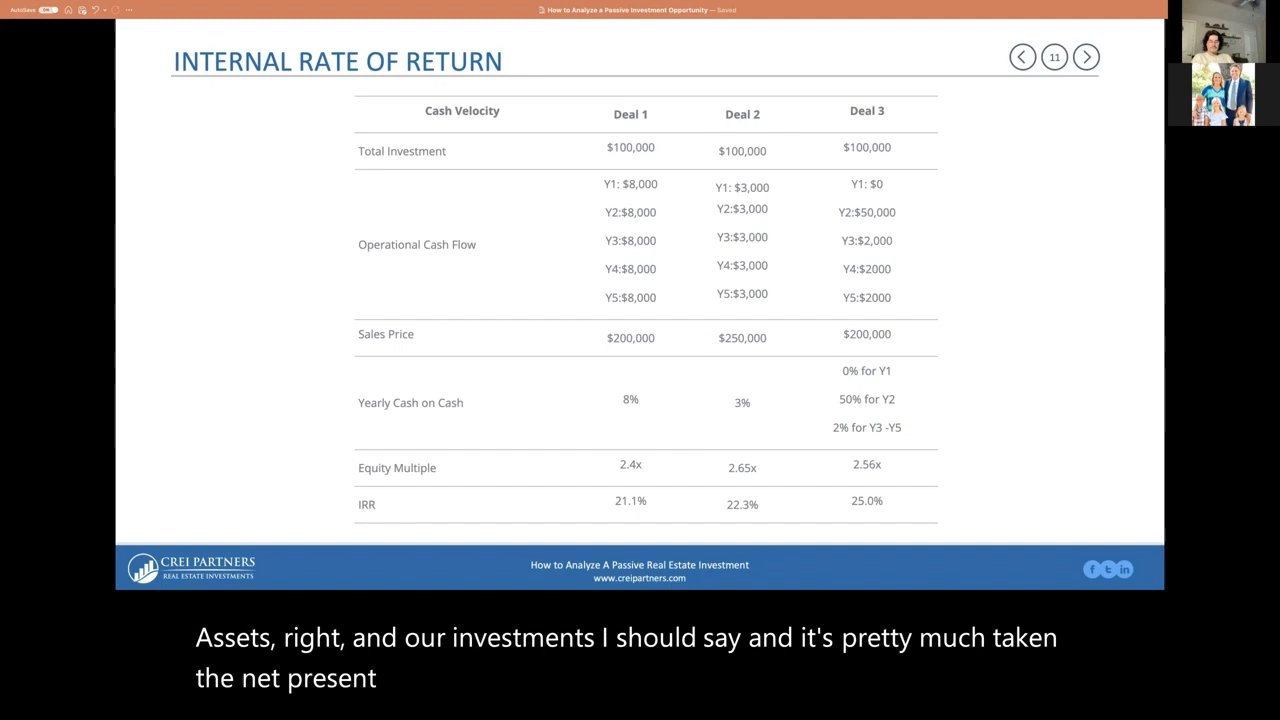 AutoSave ON
How to Analyze a Passive Investment Opportunity — Saved
INTERNAL RATE OF RETURN
11
Cash Velocity Deal 1 Deal 2 Deal 3
Total Investment $100,000 $100,000 $100,000
Y1: $8,000 Y1: $3,000 Y1: $0
Y2:$8,000 Y2:$3,000 Y2:$50,000
Operational Cash Flow Y3:$8,000 Y3:$3,000 Y3:$2,000
Y4:$8,000 Y4:$3,000 Y4:$2000
Y5:$8,000 Y5:$3,000 Y5:$2000
Sales Price $200,000 $250,000 $200,000
0% for Y1
Yearly Cash on Cash 8% 3% 50% for Y2
2% for Y3 -Y5
Equity Multiple 2.4x 2.65x 2.56x
IRR 21.1% 22.3% 25.0%
CREI PARTNERS
REAL ESTATE INVESTMENTS
How to Analyze A Passive Real Estate Investment
www.creipartners.com
f t in
Assets, right, and our investments I should say and it's pretty much taken
the net present